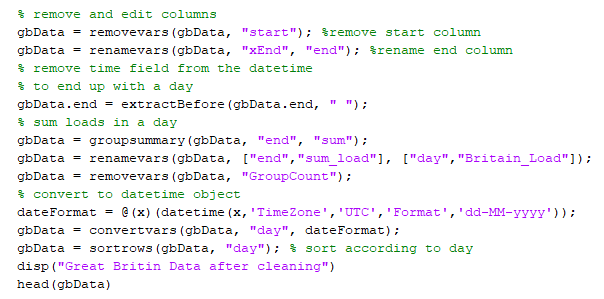 % remove and edit columns
gbData = removevars(gbData, "start"); %remove start column
gbData = renamevars(gbData, "xEnd", "end"); %rename end column
% remove time field from the datetime
% to end up with a day
gbData.end = extractBefore(gbData.end, " ");
% sum loads in a day
gbData = groupsummary(gbData, "end", "sum");
gbData = renamevars(gbData, ["end","sum_load"], ["day","Britain_Load"]);
gbData = removevars(gbData, "GroupCount");
% convert to datetime object
dateFormat = @(x)(datetime(x,'TimeZone','UTC','Format','dd-MM-yyyy'));
gbData = convertvars(gbData, "day", dateFormat);
gbData = sortrows(gbData, "day"); % sort according to day
disp("Great Britin Data after cleaning")
head(gbData)